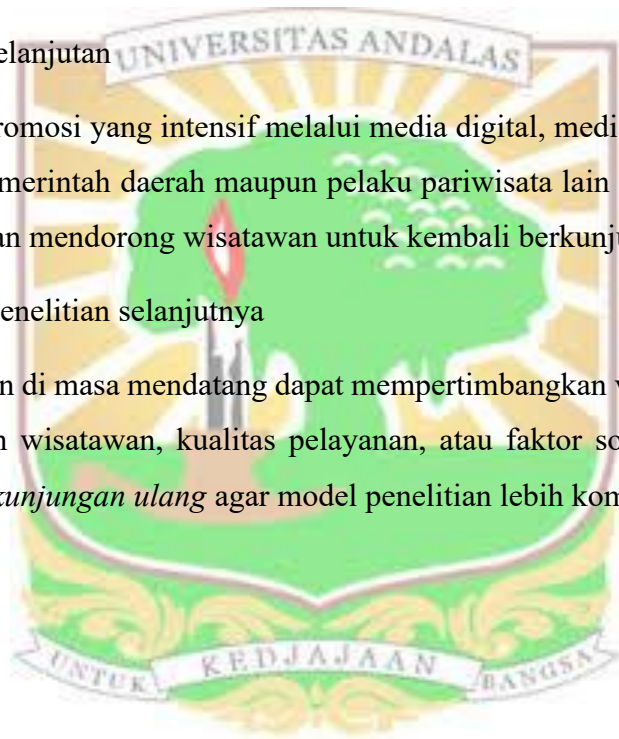 elanjutan
UNIVERSITAS ANDALAS
romosi yang intensif melalui media digital, medi
merintah daerah maupun pelaku pariwisata lain
an mendorong wisatawan untuk kembali berkunju
enelitian selanjutnya
n di masa mendatang dapat mempertimbangkan v
n wisatawan, kualitas pelayanan, atau faktor so
kunjungan ulang agar model penelitian lebih kom
UNTUK KEDJAJAAN BANGSA